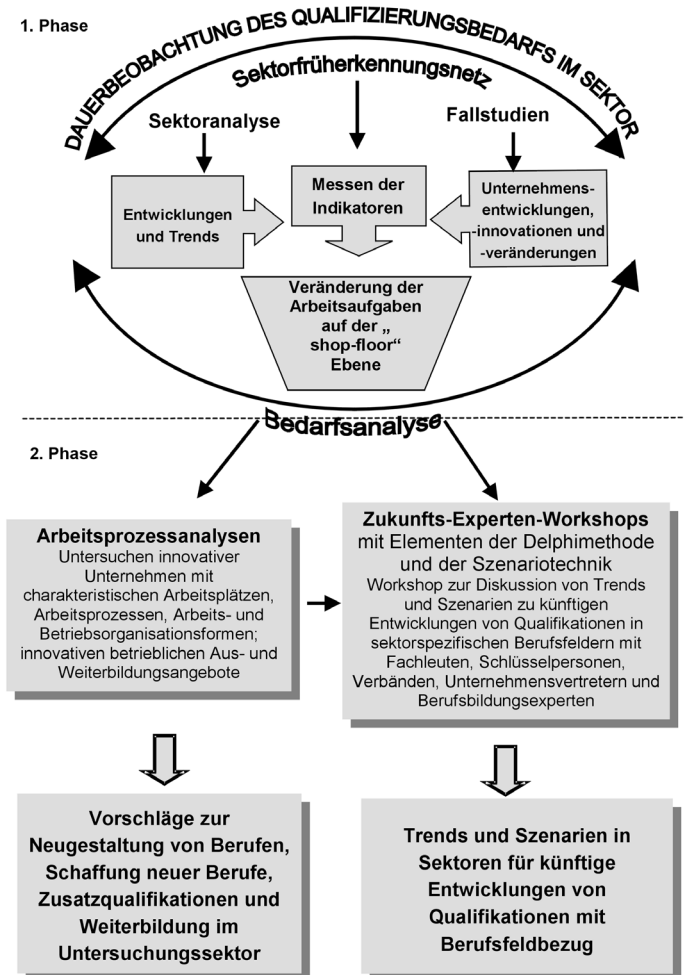 1. Phase
DAUERBEOBACHTUNG DES QUALIFIZIERUNGSBEDARFS IM SEKTOR
Sektorfrüherkennungsnetz
Sektoranalyse
Fallstudien
Entwicklungen
und Trends
Messen der
Indikatoren
Unternehmens-
entwicklungen,
-innovationen und
-veränderungen
Veränderung der
Arbeitsaufgaben
auf der „
shop-floor“
Ebene
Bedarfsanalyse
2. Phase
Arbeitsprozessanalysen
Untersuchen innovativer
Unternehmen mit
charakteristischen Arbeitsplätzen,
Arbeitsprozessen, Arbeits- und
Betriebsorganisationsformen;
innovativen betrieblichen Aus- und
Weiterbildungsangebote
Zukunfts-Experten-Workshops
mit Elementen der Delphimethode
und der Szenariotechnik
Workshop zur Diskussion von Trends
und Szenarien zu künftigen
Entwicklungen von Qualifikationen in
sektorspezifischen Berufsfeldern mit
Fachleuten, Schlüsselpersonen,
Verbänden, Unternehmensvertretern und
Berufsbildungsexperten
Vorschläge zur
Neugestaltung von Berufen,
Schaffung neuer Berufe,
Zusatzqualifikationen und
Weiterbildung im
Untersuchungssektor
Trends und Szenarien in
Sektoren für künftige
Entwicklungen von
Qualifikationen mit
Berufsfeldbezug